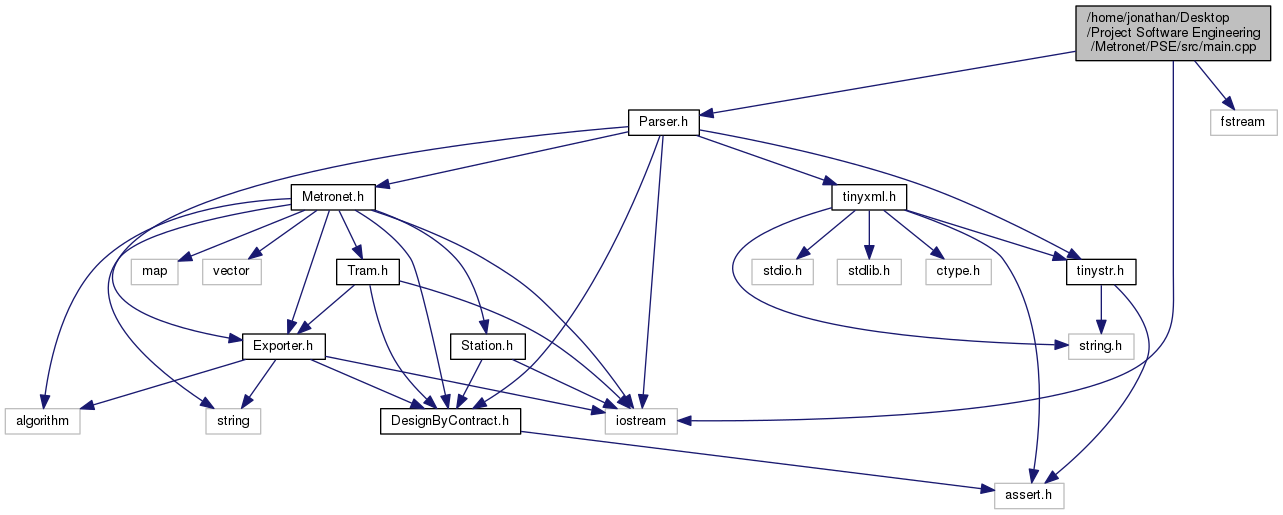 /home/jonathan/Desktop
/Project Software Engineering
/Metronet/PSE/src/main.cpp
Parser.h
fstream
Metronet.h
tinyxml.h
map
vector
Tram.h
stdio.h
stdlib.h
ctype.h
tinystr.h
Exporter.h
Station.h
string.h
algorithm
string
DesignByContract.h
iostream
assert.h